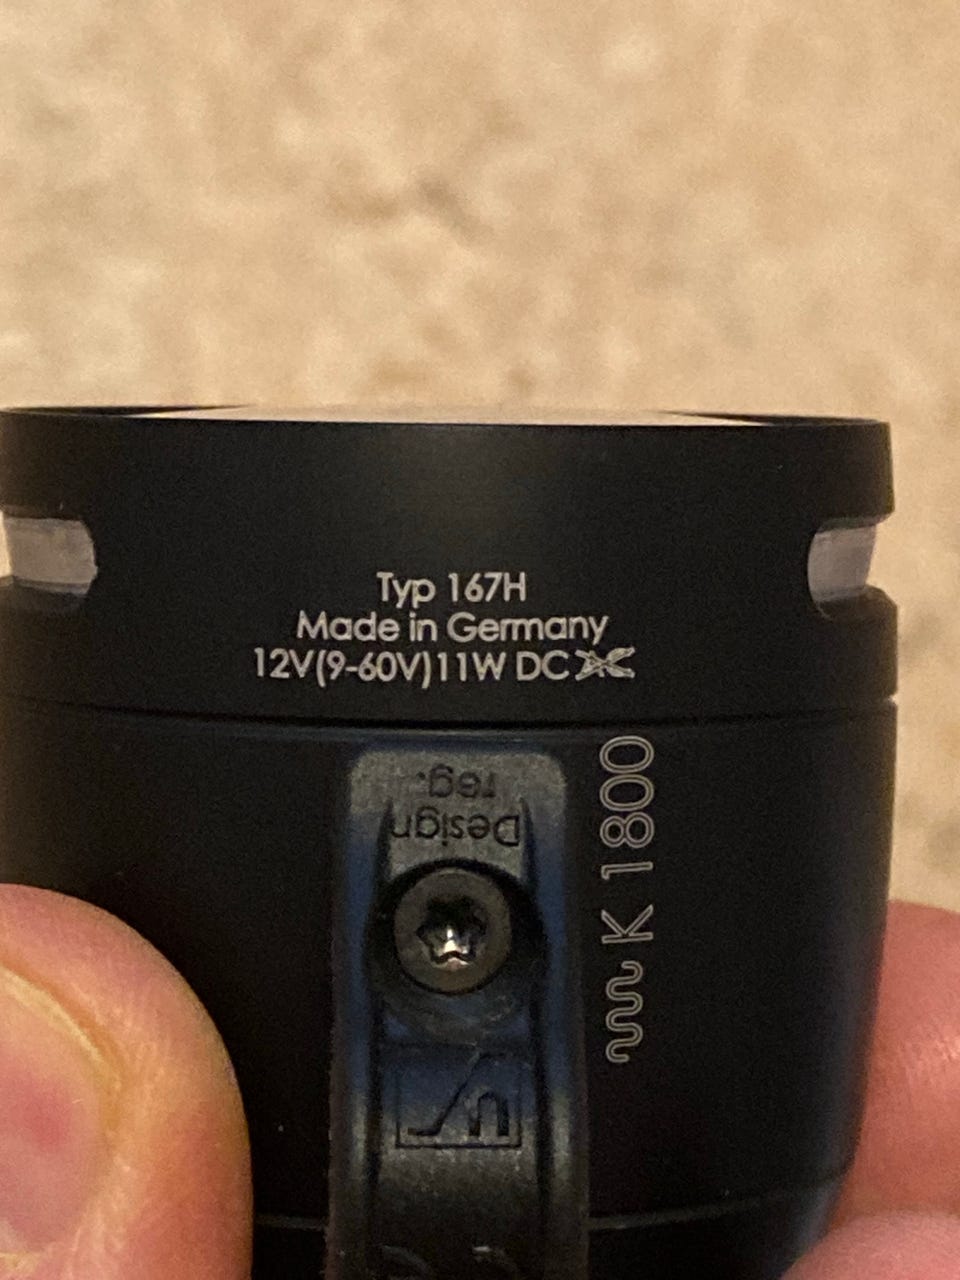 Typ 167H
Made in Germany
12V(9-60V)11W DC
Design
reg.
K 1800